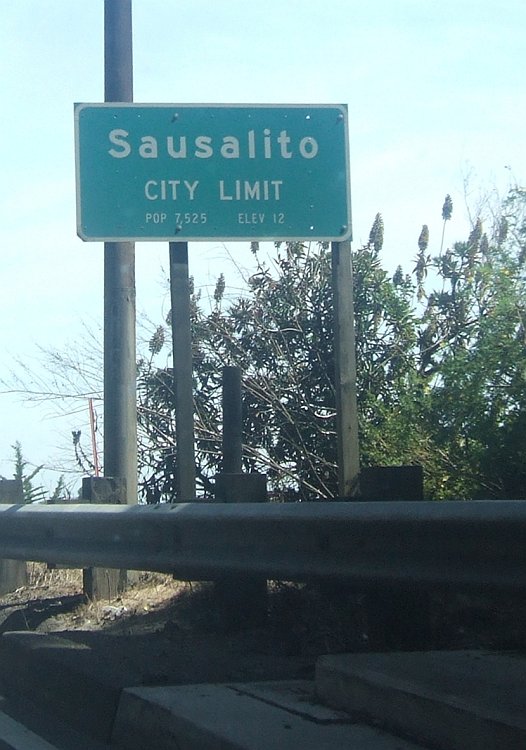 Sausalito
CITY LIMIT
POP 7,525 ELEV 12